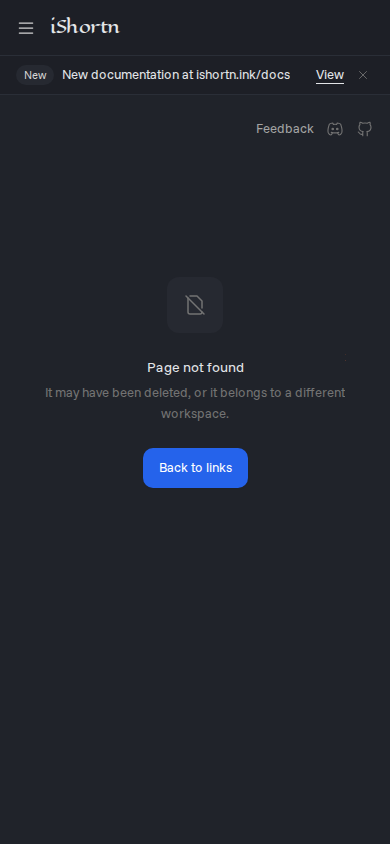 iShortn
New New documentation at ishortn.ink/docs View
Feedback
Page not found
It may have been deleted, or it belongs to a different
workspace.
Back to links